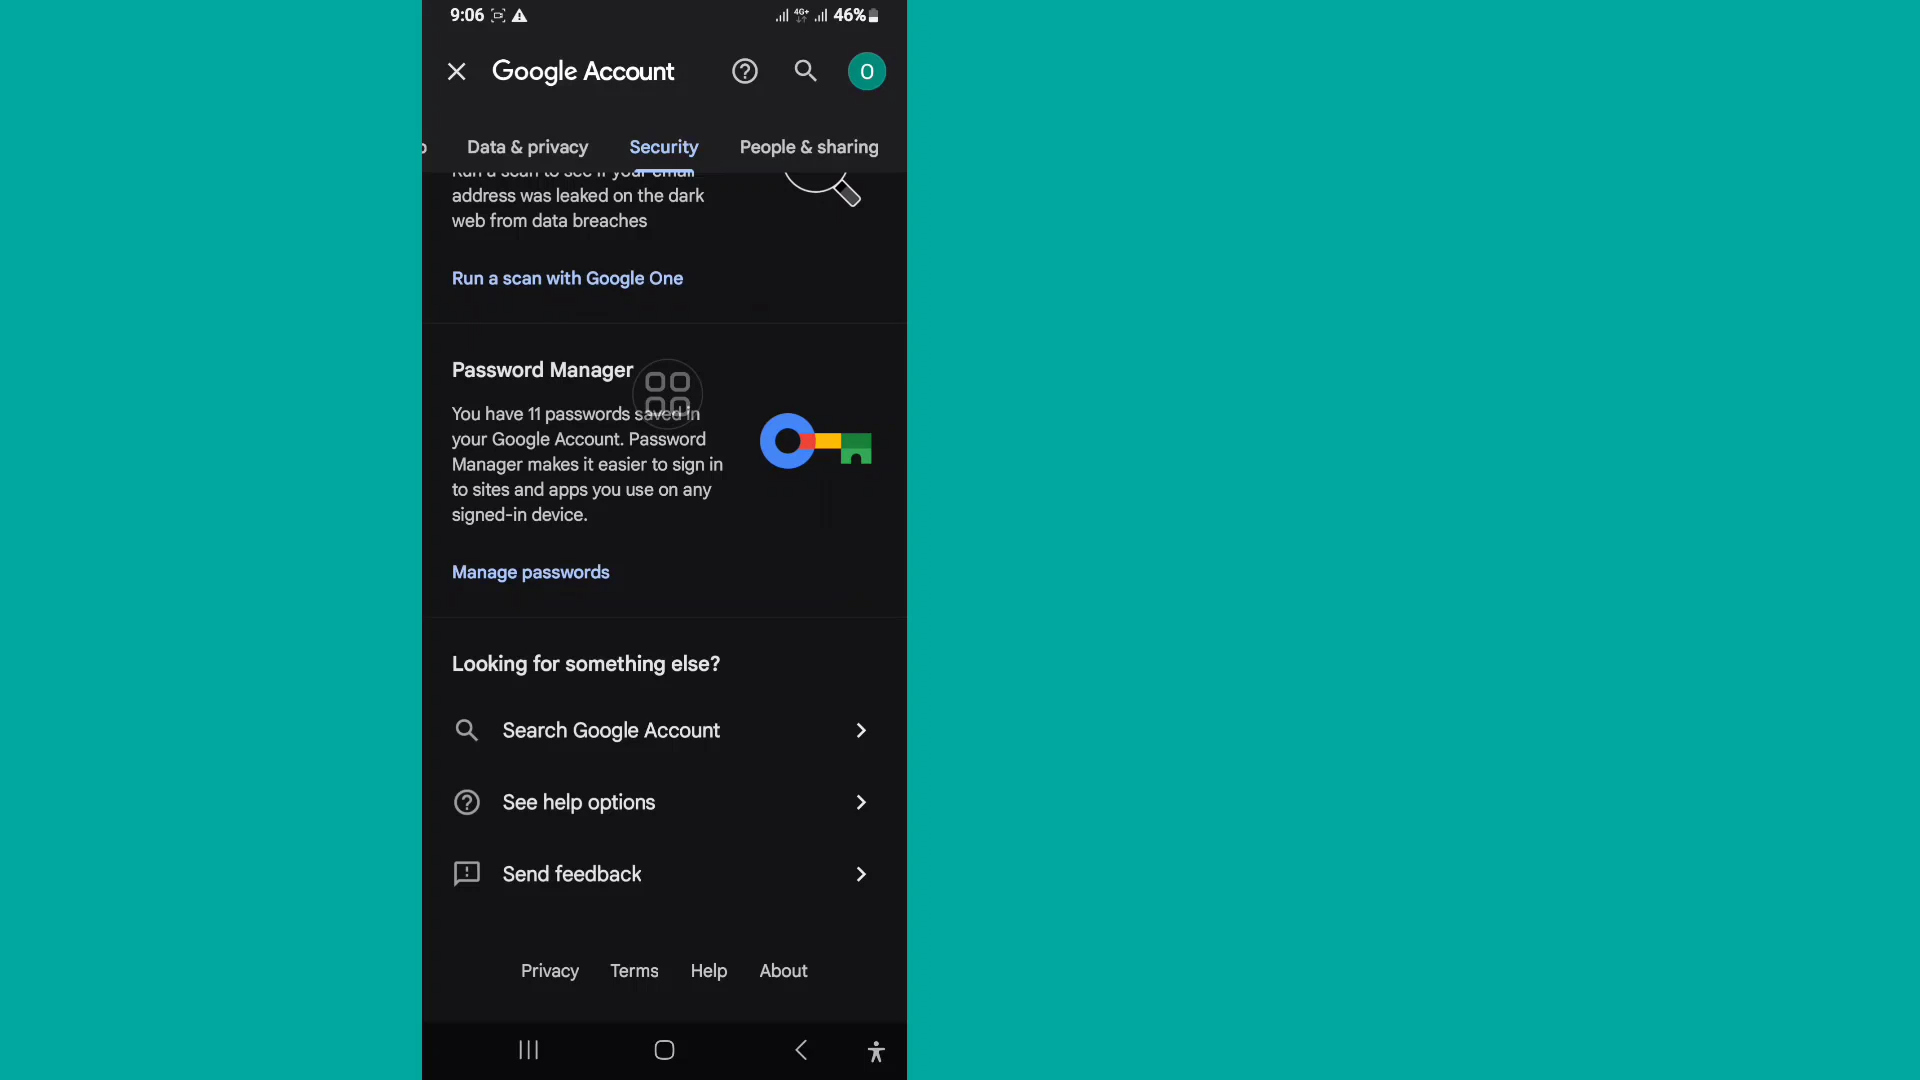 9:06 4G+ 46%
Google Account O
Data & privacy Security People & sharing
Run a scan to see if your email
address was leaked on the dark
web from data breaches
Run a scan with Google One
Password Manager
You have 11 passwords saved in
your Google Account. Password
Manager makes it easier to sign in
to sites and apps you use on any
signed-in device.
Manage passwords
Looking for something else?
Search Google Account
See help options
Send feedback
Privacy Terms Help About